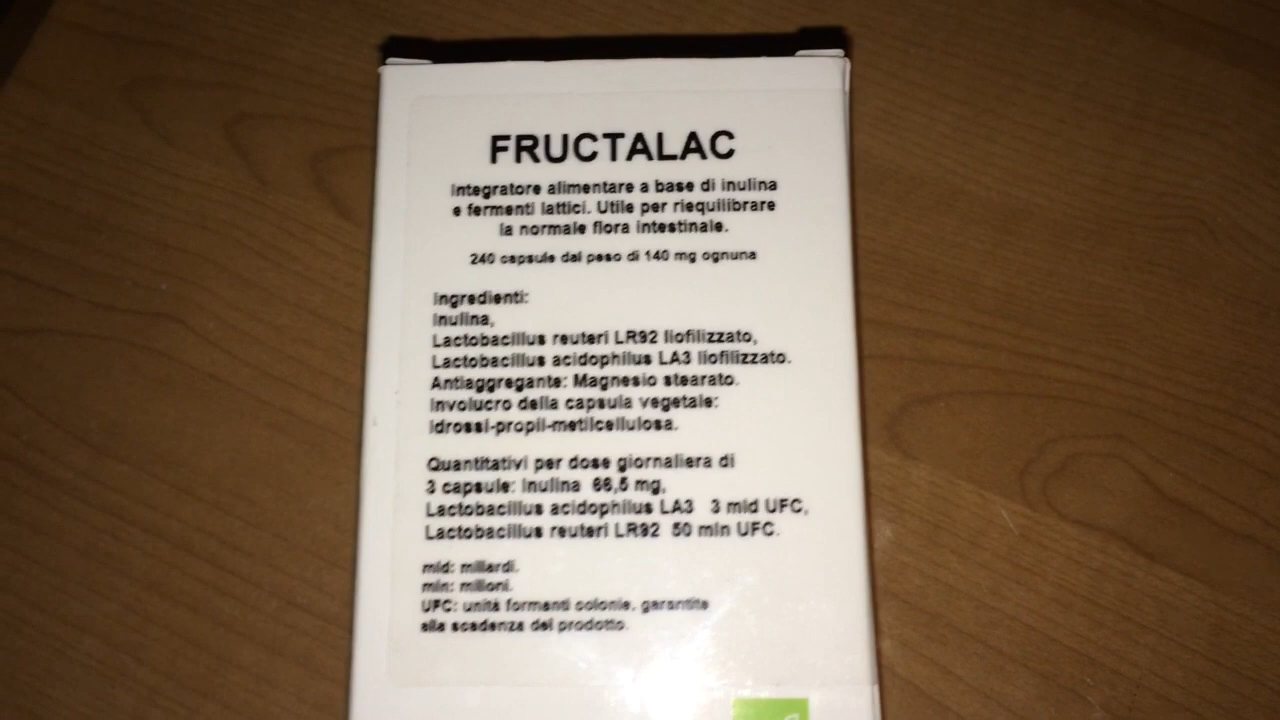 FRUCTALAC
Integratore alimentare a base di inulina
e fermenti lattici. Utile per riequilibrare
la normale flora intestinale.
240 capsule dal peso di 140 mg ognuna
Ingredienti:
Inulina,
Lactobacillus reuteri LR92 liofilizzato,
Lactobacillus acidophilus LA3 liofilizzato.
Antiaggregante: Magnesio stearato.
Involucro della capsula vegetale:
Idrossi-propil-metilcellulosa.
Quantitativi per dose giornaliera di
3 capsule: Inulina 66,5 mg,
Lactobacillus acidophilus LA3 3 mld UFC,
Lactobacillus reuteri LR92 50 mln UFC.
mld: miliardi.
mln: milioni.
UFC: unità formanti colonie, garantite
alla scadenza del prodotto.